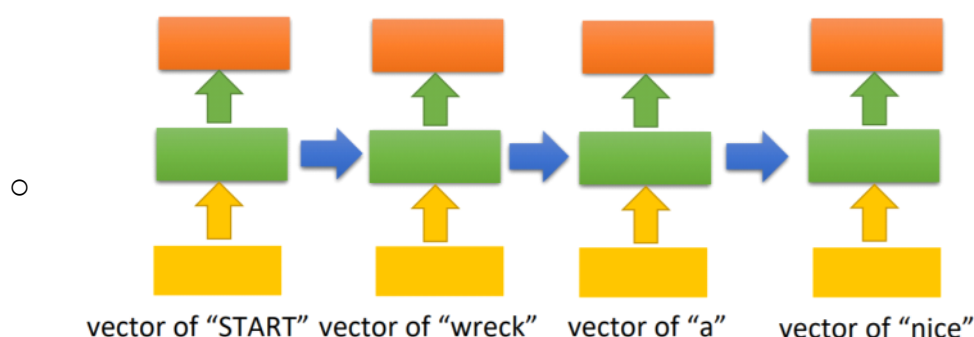 vector of “START” vector of “wreck” vector of “a” vector of “nice”